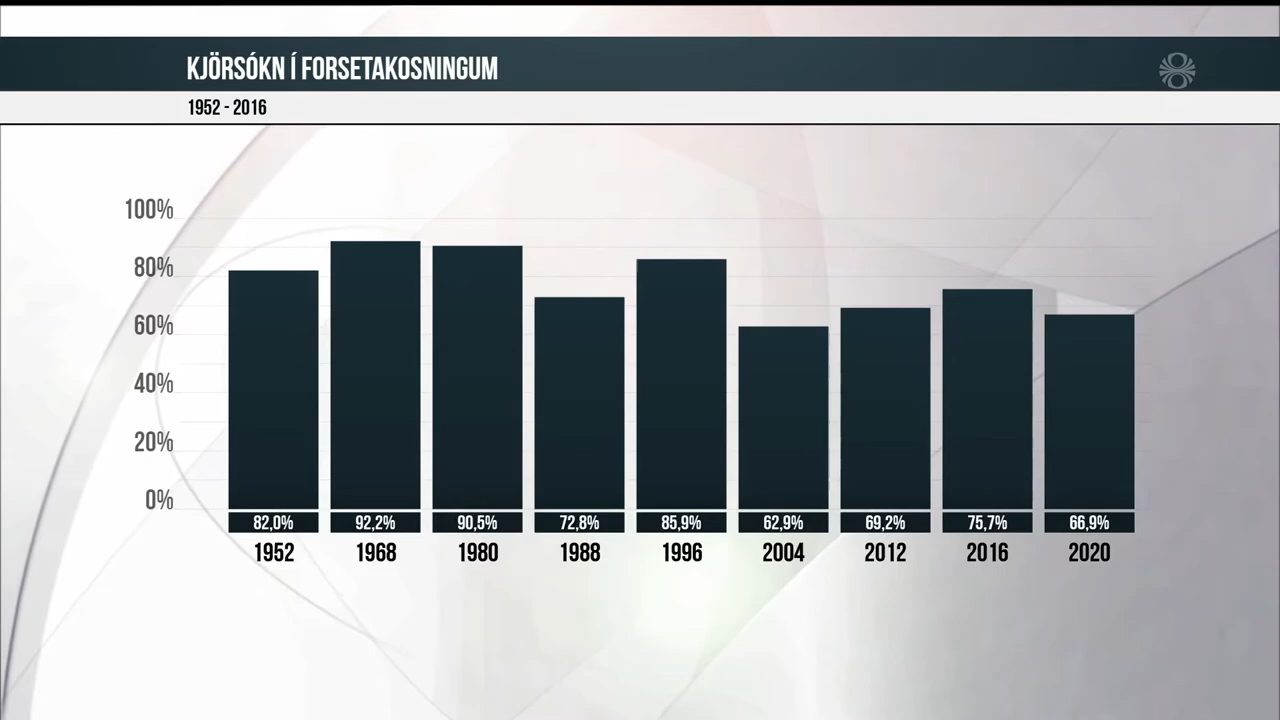 KJÖRSÓKN Í FORSETAKOSNINGUM
1952 - 2016
100%
80%
60%
40%
20%
0%
82,0% 92,2% 90,5% 72,8% 85,9% 62,9% 69,2% 75,7% 66,9%
1952 1968 1980 1988 1996 2004 2012 2016 2020